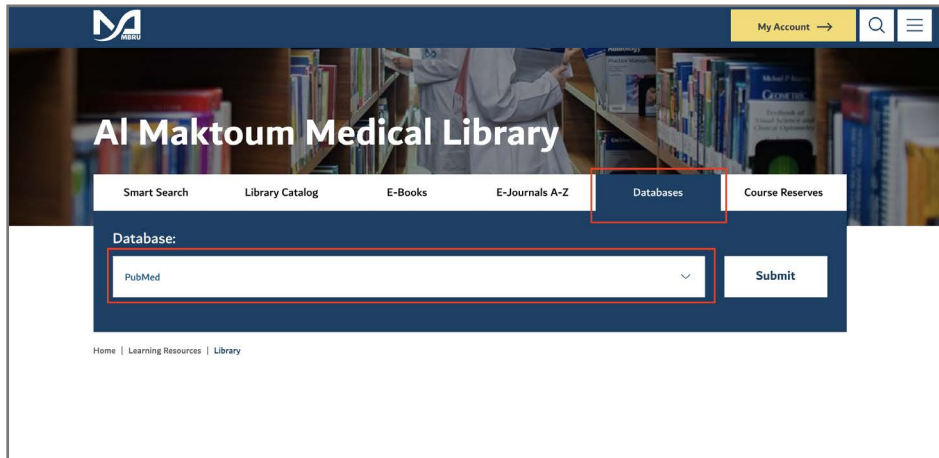 MBRU
My Account →
Al Maktoum Medical Library
Smart Search
Library Catalog
E-Books
E-Journals A-Z
Databases
Course Reserves
Database:
PubMed
Submit
Home | Learning Resources | Library